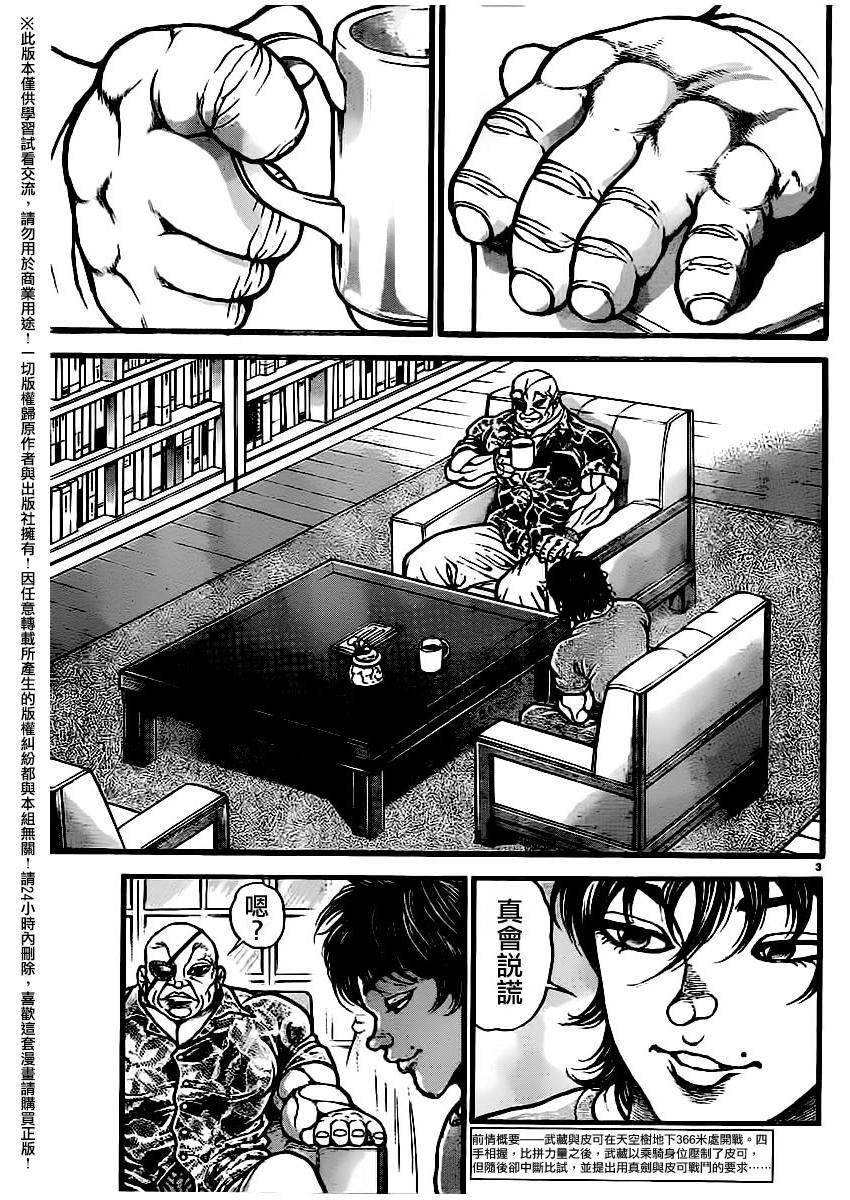 ※此版本僅供學習試看交流，請勿用於商業用途！一切版權歸原作者與出版社擁有！因任意轉載所產生的版權糾紛都與本組無關！請24小時內刪除，喜歡這套漫畫請購買正版！
3
真會說謊
嗯？
前情概要——武藏與皮可在天空樹地下366米處開戰。四
手相握，比拼力量之後，武藏以乘騎身位壓制了皮可，
但隨後卻中斷比試，並提出用真劍與皮可戰鬥的要求……